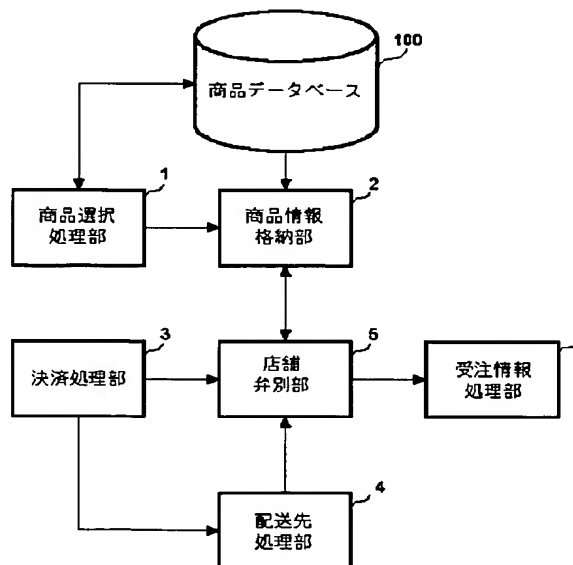 100
商品データベース
1
商品選択
処理部
2
商品情報
格納部
3
決済処理部
5
店舗
弁別部
受注情報
処理部
4
配送先
処理部